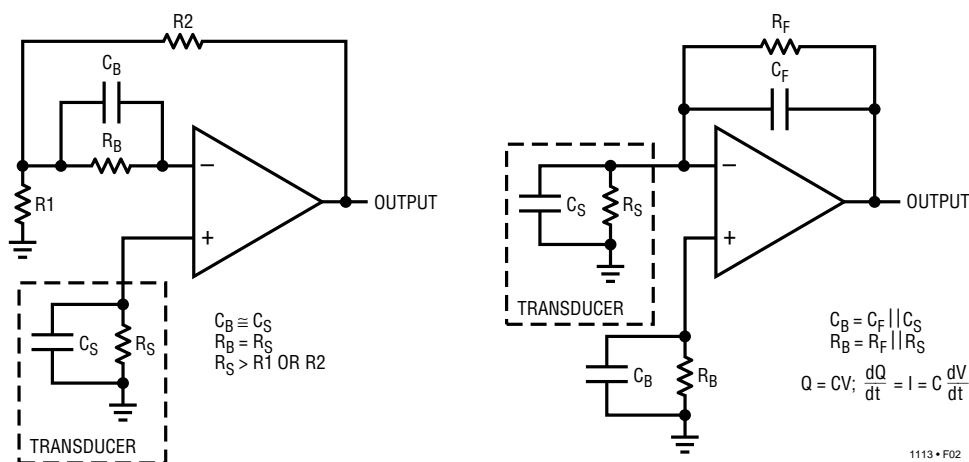 R2
C_B
R_B
−
R1
OUTPUT
+
C_S
R_S
TRANSDUCER
C_B ≅ C_S
R_B = R_S
R_S > R1 OR R2
R_F
C_F
−
C_S
R_S
OUTPUT
+
TRANSDUCER
C_B
R_B
C_B = C_F || C_S
R_B = R_F || R_S
Q = CV; dQ/dt = I = C dV/dt
1113 • F02